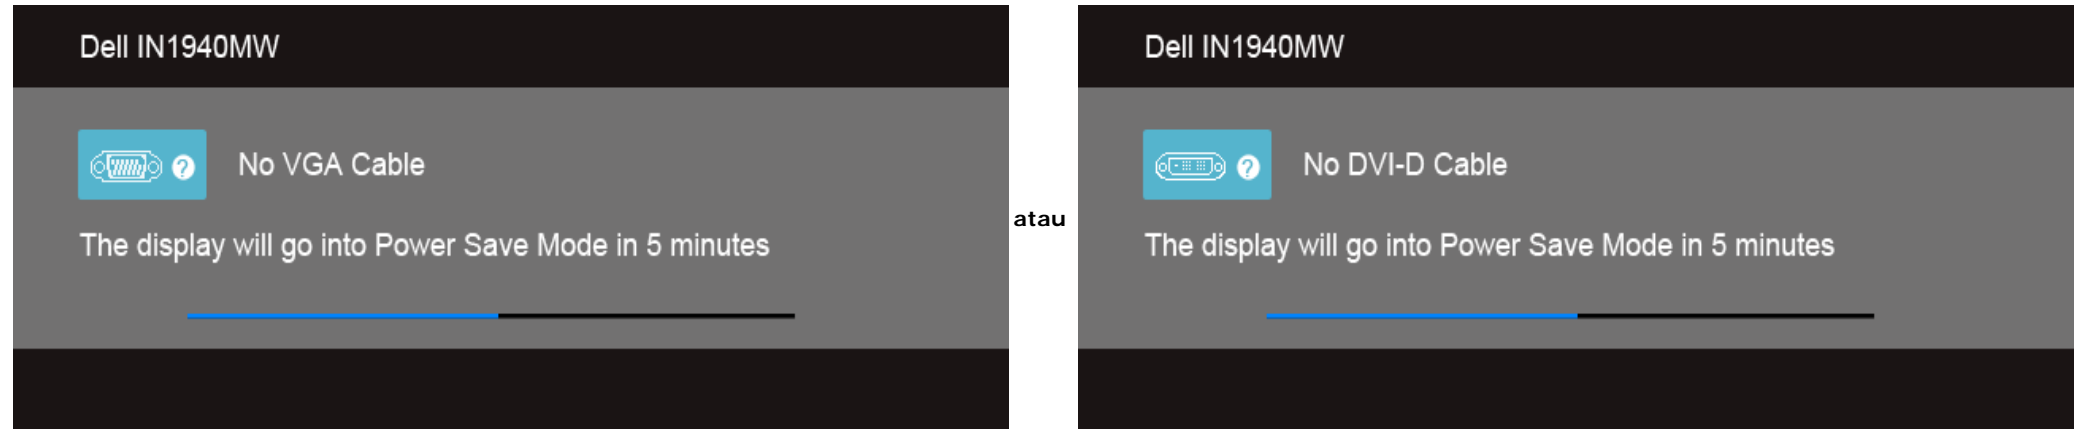 Dell IN1940MW
No VGA Cable
The display will go into Power Save Mode in 5 minutes
atau
Dell IN1940MW
No DVI-D Cable
The display will go into Power Save Mode in 5 minutes